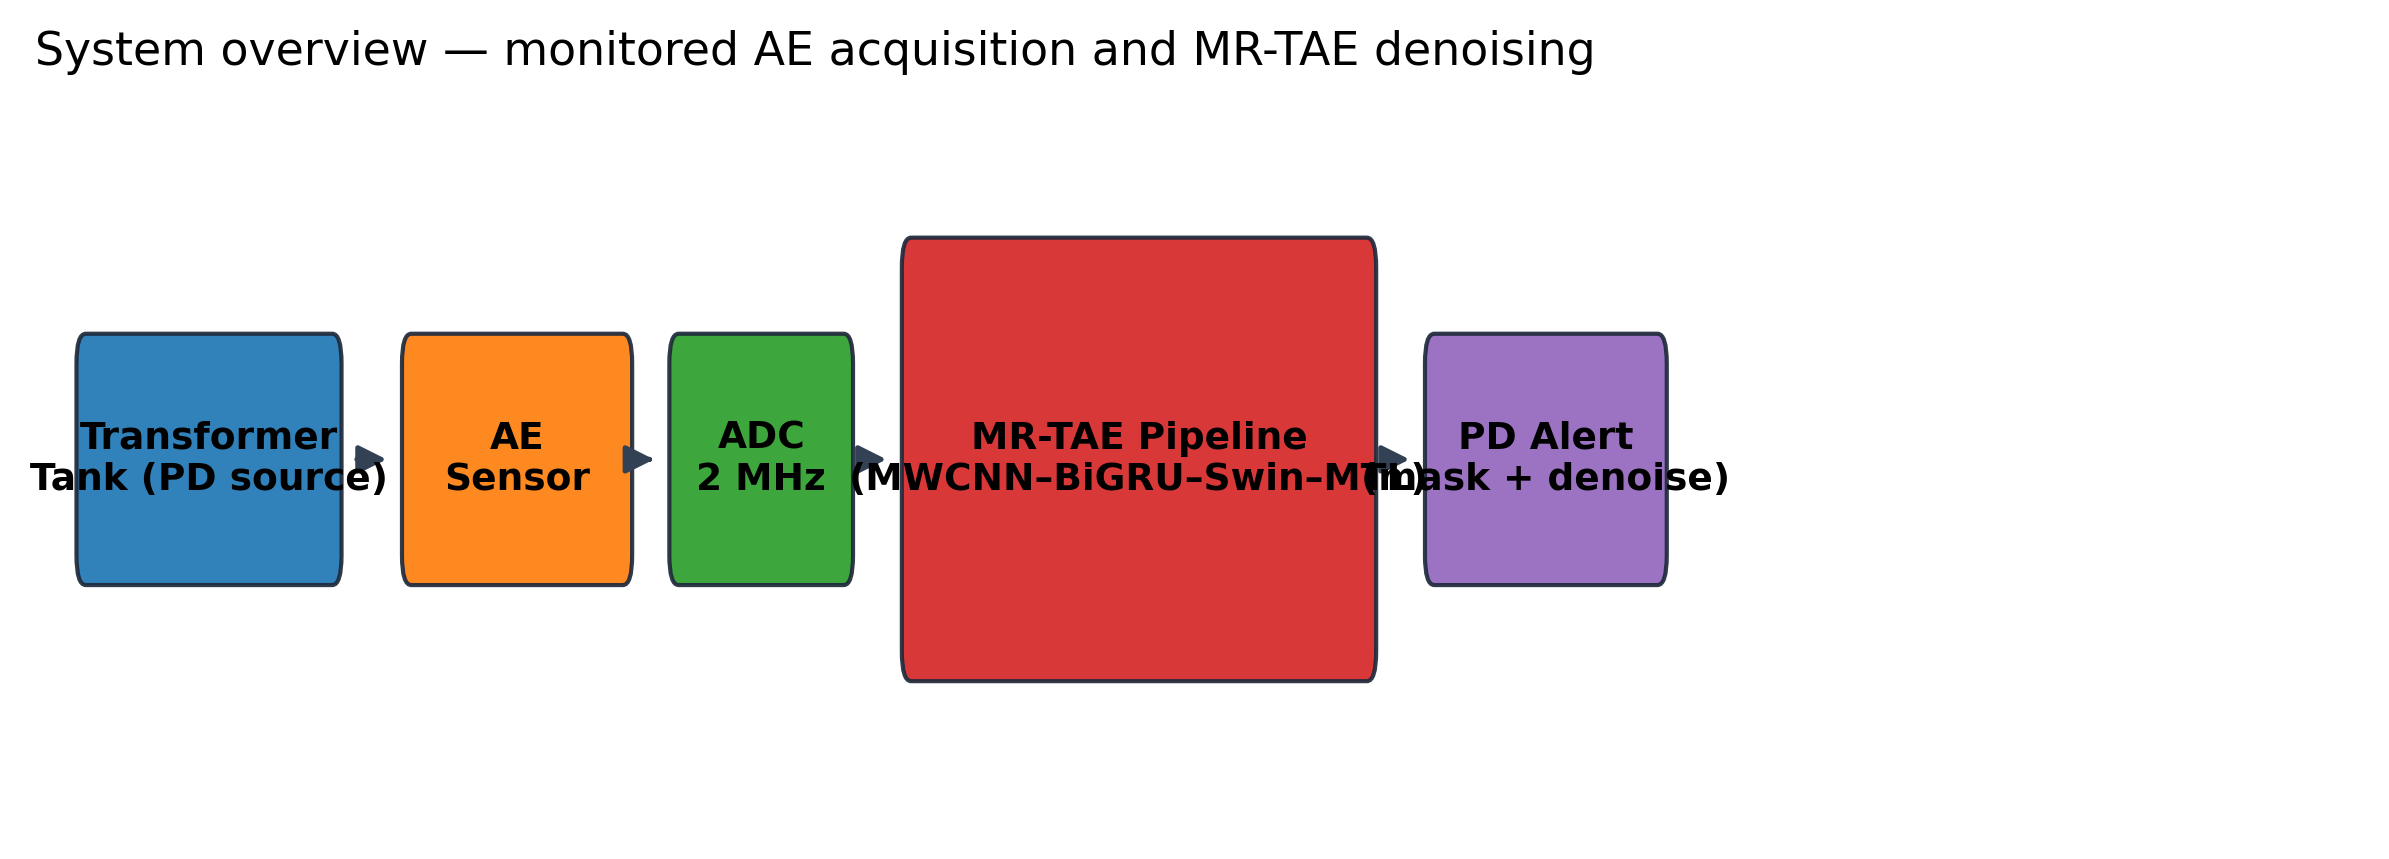 System overview — monitored AE acquisition and MR-TAE denoising
Transformer
Tank (PD source)
AE
Sensor
ADC
2 MHz
MR-TAE Pipeline
(MWCNN–BiGRU–Swin–MTL)
PD Alert
(mask + denoise)